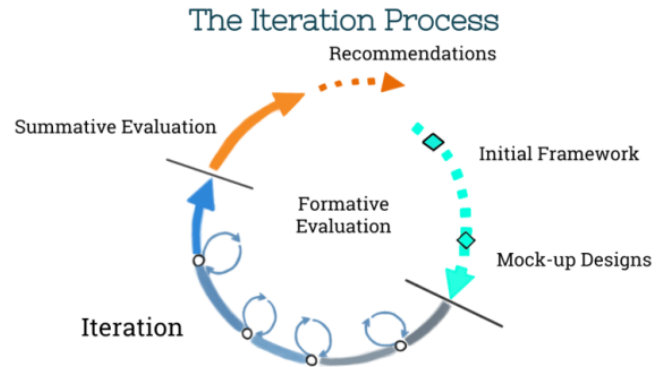 The Iteration Process
Recommendations
Summative Evaluation
Initial Framework
Formative
Evaluation
Mock-up Designs
Iteration